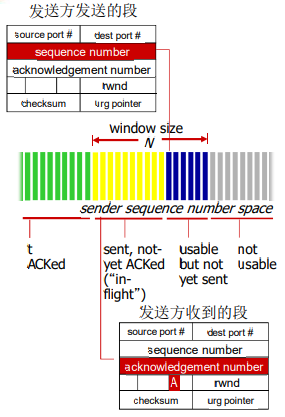 发送方发送的段
source port # dest port #
sequence number
acknowledgement number
rwnd
checksum urg pointer
window size
N
sender sequence number space
t
ACKed
sent, not-
yet ACKed
("in-
flight")
usable
but not
yet sent
not
usable
发送方收到的段
source port # dest port #
sequence number
acknowledgement number
A rwnd
checksum urg pointer